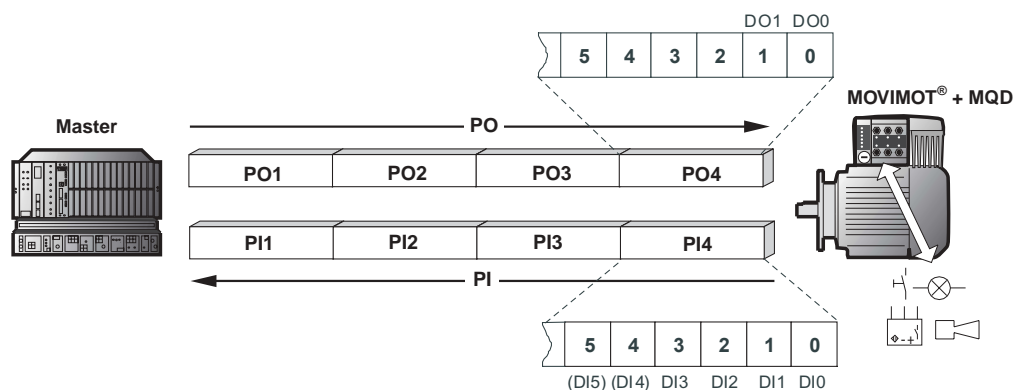 DO1 DO0
5 4 3 2 1 0
MOVIMOT® + MQD
Master
PO
PO1 PO2 PO3 PO4
PI1 PI2 PI3 PI4
PI
5 4 3 2 1 0
(DI5) (DI4) DI3 DI2 DI1 DI0